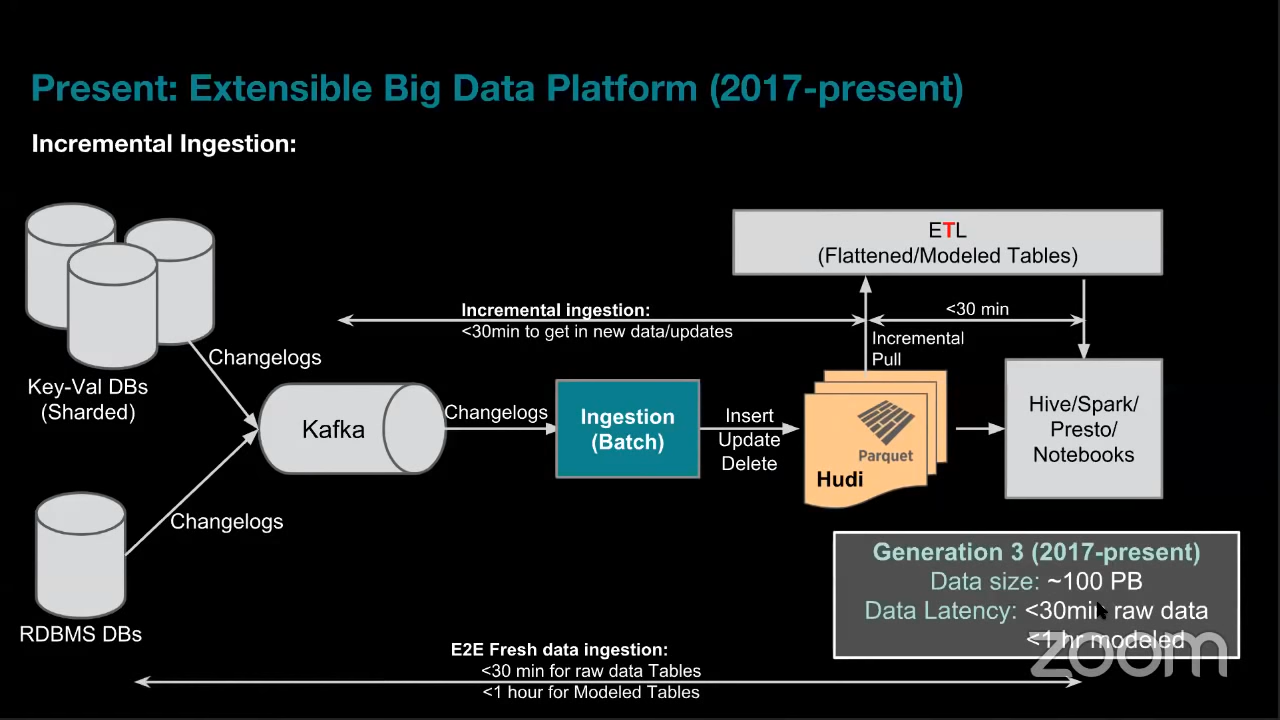 Present: Extensible Big Data Platform (2017-present)
Incremental Ingestion:
ETL
(Flattened/Modeled Tables)
Incremental ingestion:
<30min to get in new data/updates
<30 min
Incremental
Pull
Changelogs
Key-Val DBs
(Sharded)
Kafka
Changelogs
Ingestion
(Batch)
Insert
Update
Delete
Parquet
Hudi
Hive/Spark/
Presto/
Notebooks
Changelogs
RDBMS DBs
Generation 3 (2017-present)
Data size: ~100 PB
Data Latency: <30min raw data
<1 hr modeled
zoom
E2E Fresh data ingestion:
<30 min for raw data Tables
<1 hour for Modeled Tables